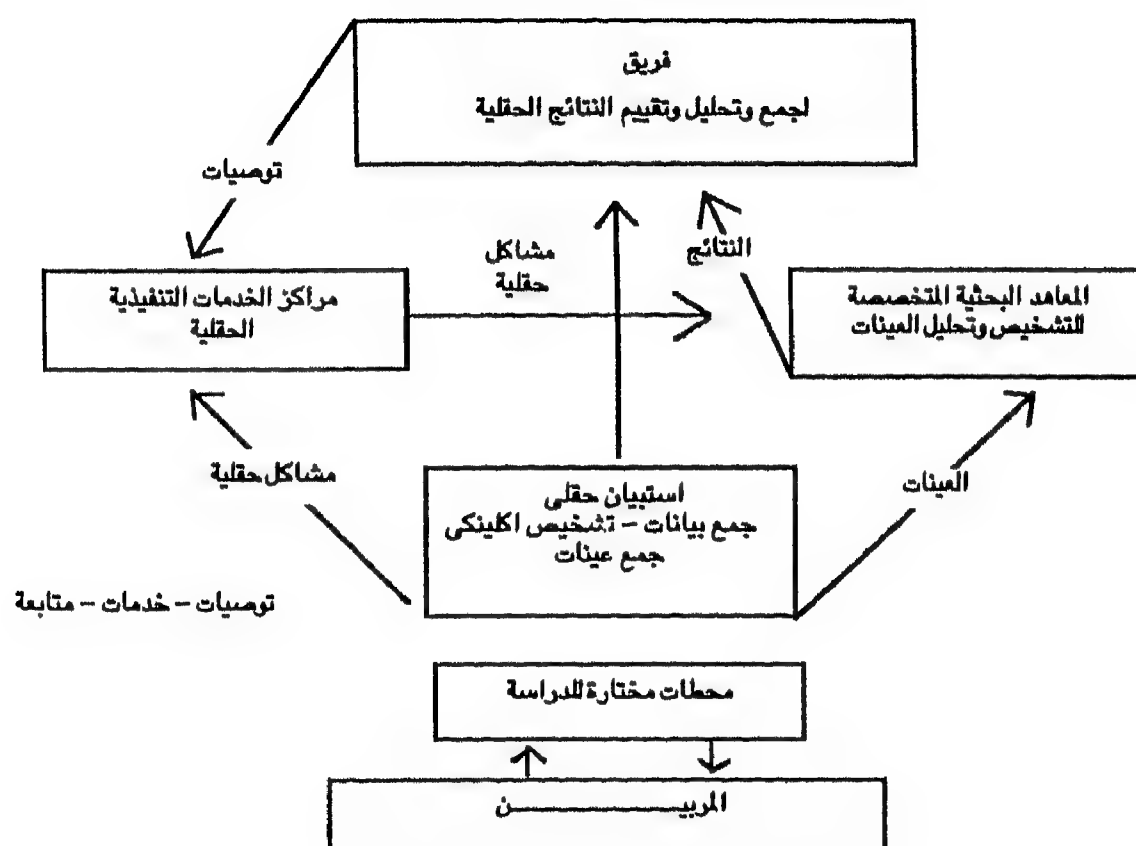 فريق
لجمع وتحليل وتقييم النتائج الحقلية
توصيات
مشاكل
حقلية
النتائج
مراكز الخدمات التنفيذية
الحقلية
المعاهد البحثية المتخصصة
للتشخيص وتحليل العينات
مشاكل حقلية
استبيان حقلى
جمع بيانات – تشخيص اكلينكى
جمع عينات
العينات
توصيات – خدمات – متابعة
محطات مختارة للدراسة
المربيــــــــن